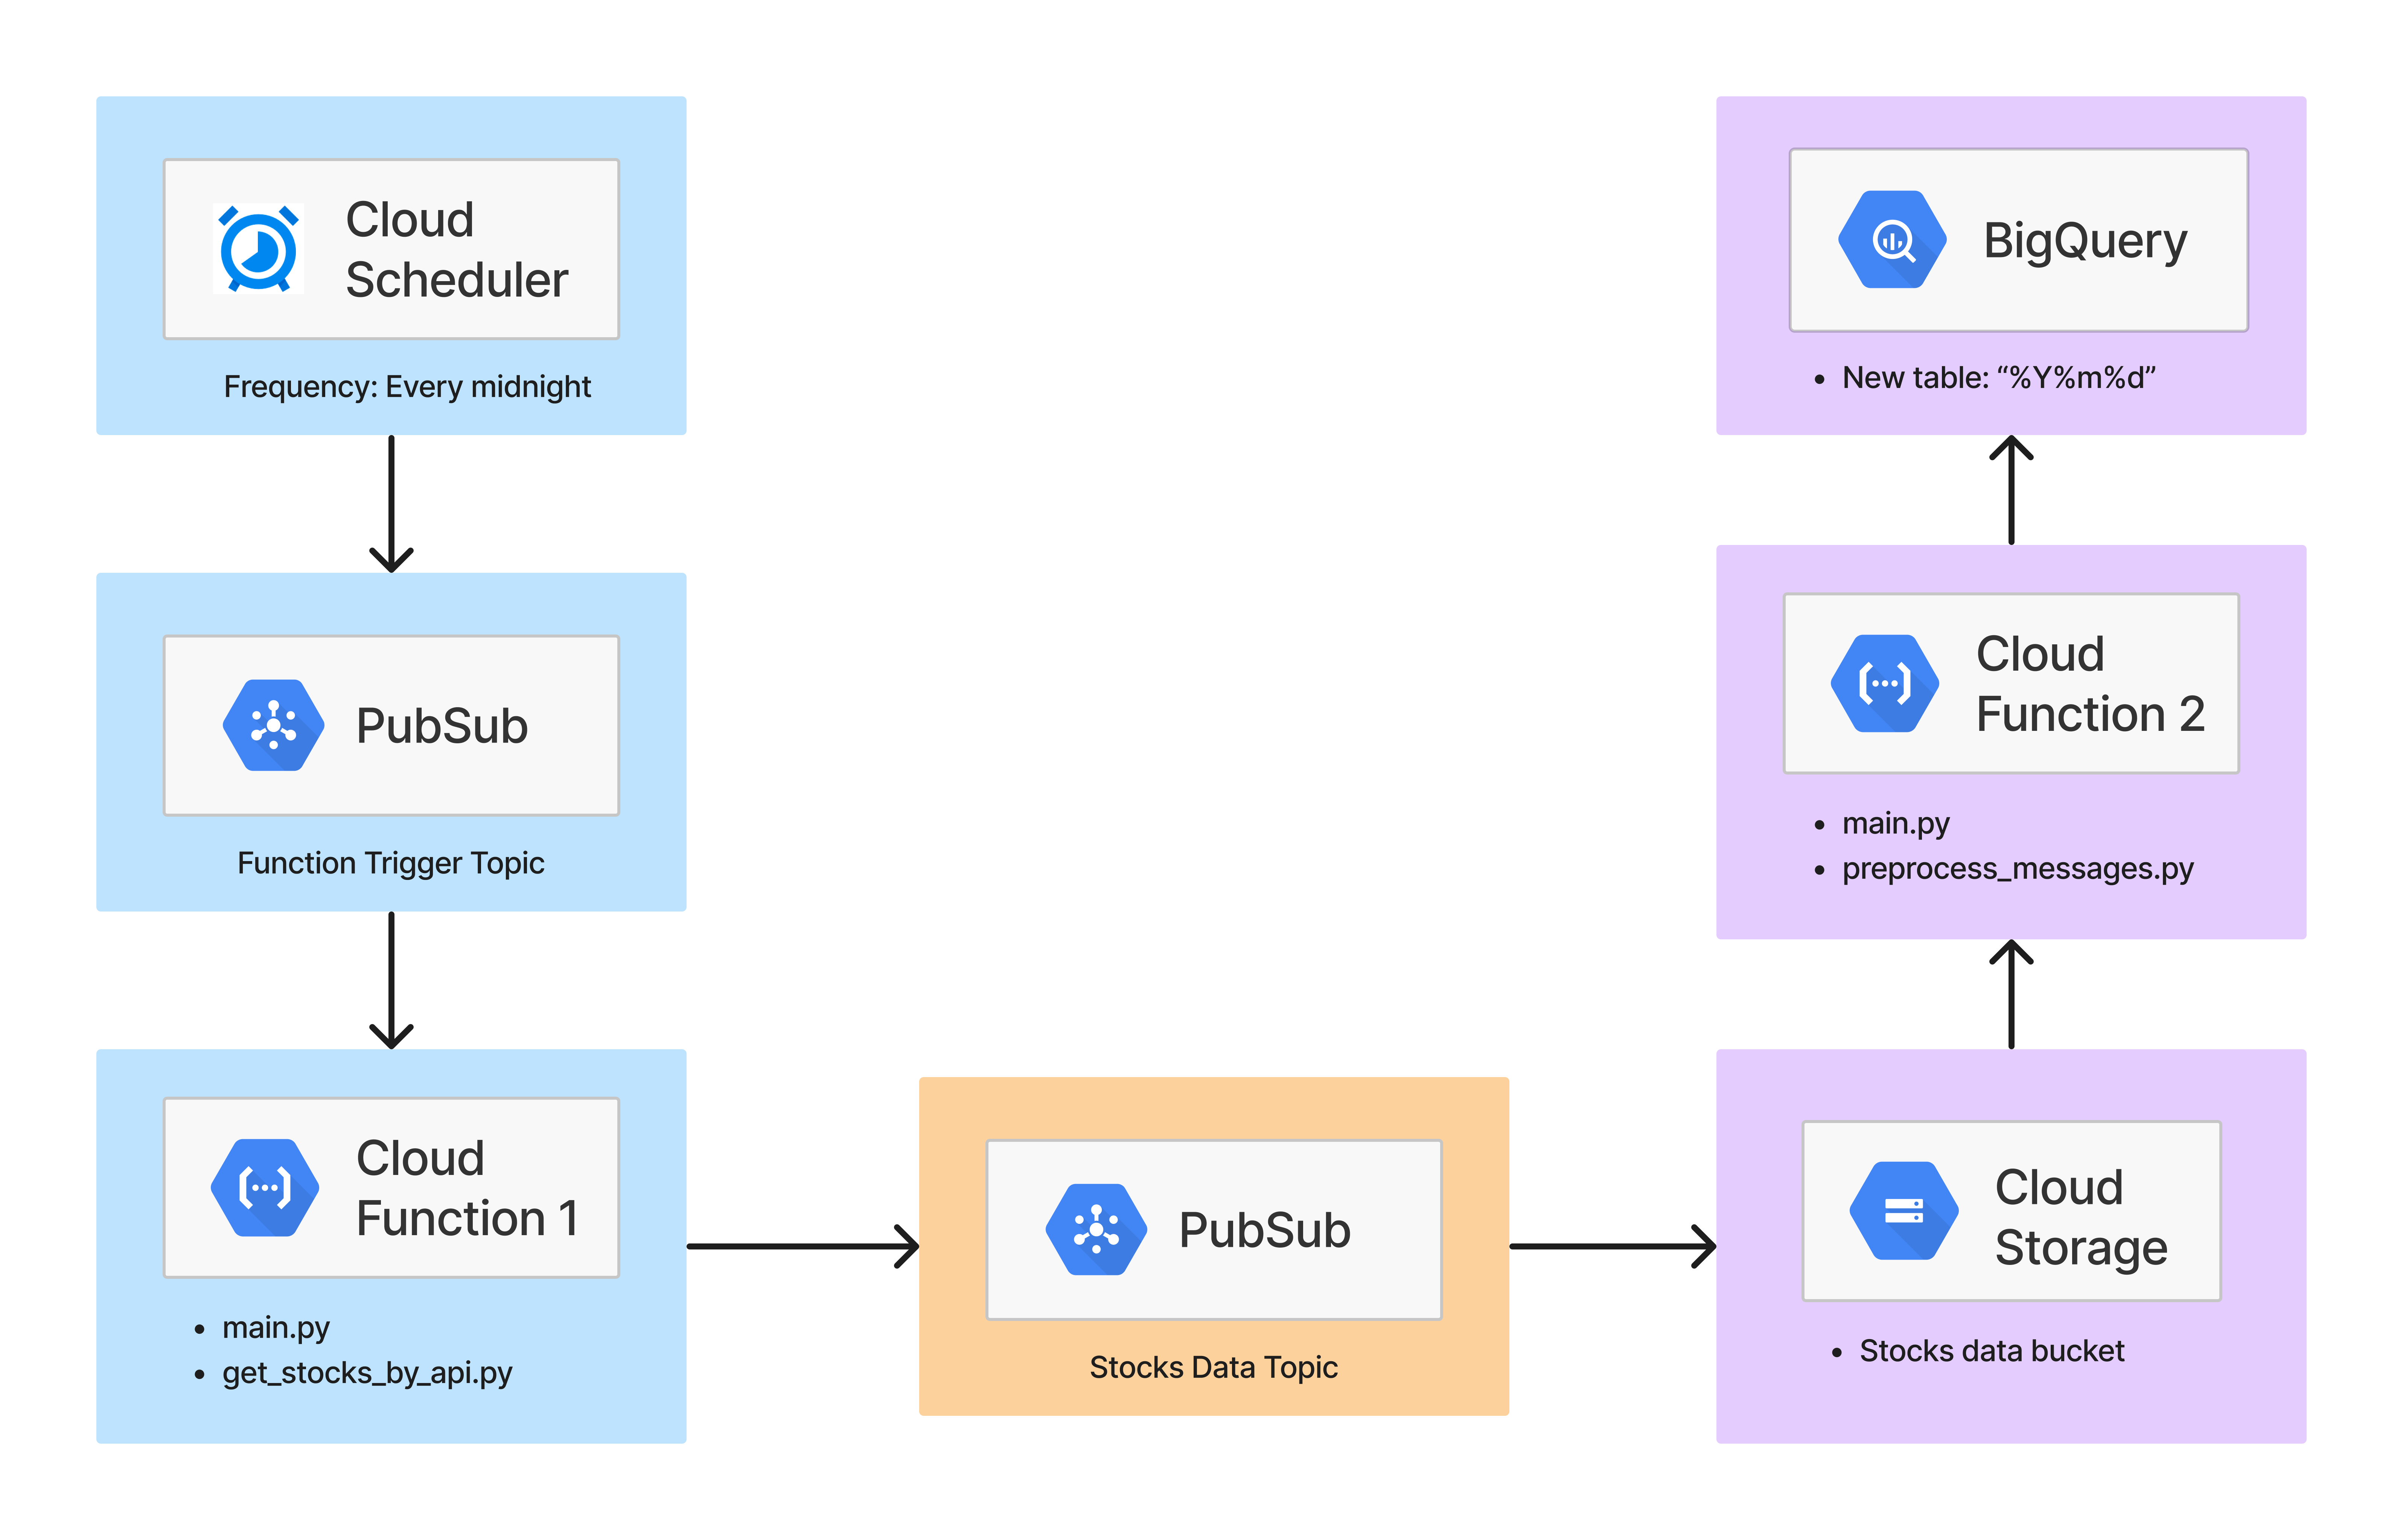 Cloud
Scheduler
Frequency: Every midnight
PubSub
Function Trigger Topic
Cloud
Function 1
• main.py
• get_stocks_by_api.py
PubSub
Stocks Data Topic
Cloud
Storage
• Stocks data bucket
Cloud
Function 2
• main.py
• preprocess_messages.py
BigQuery
• New table: “%Y%m%d”